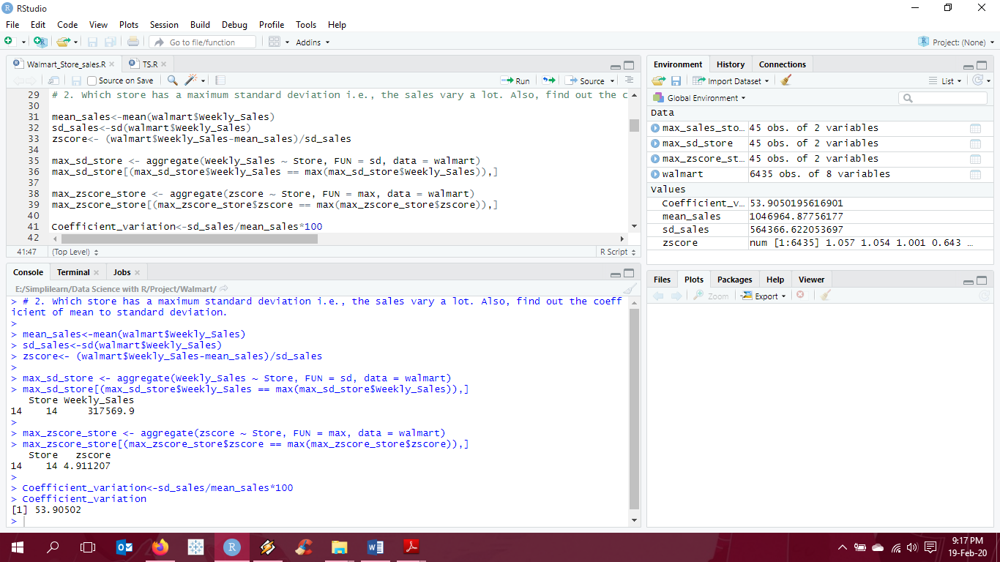 RStudio
File Edit Code View Plots Session Build Debug Profile Tools Help
Go to file/function Addins Project: (None)
Walmart_Store_sales.R TS.R
Source on Save Run Source
29 # 2. Which store has a maximum standard deviation i.e., the sales vary a lot. Also, find out the c
30
31 mean_sales<-mean(walmart$Weekly_Sales)
32 sd_sales<-sd(walmart$Weekly_Sales)
33 zscore<- (walmart$Weekly_Sales-mean_sales)/sd_sales
34
35 max_sd_store <- aggregate(Weekly_Sales ~ Store, FUN = sd, data = walmart)
36 max_sd_store[(max_sd_store$Weekly_Sales == max(max_sd_store$Weekly_Sales)),]
37
38 max_zscore_store <- aggregate(zscore ~ Store, FUN = max, data = walmart)
39 max_zscore_store[(max_zscore_store$zscore == max(max_zscore_store$zscore)),]
40
41 Coefficient_variation<-sd_sales/mean_sales*100
42
41:47 (Top Level) R Script
Console Terminal Jobs
E:/Simplilearn/Data Science with R/Project/Walmart/
> # 2. Which store has a maximum standard deviation i.e., the sales vary a lot. Also, find out the coeff
icient of mean to standard deviation.
>
> mean_sales<-mean(walmart$Weekly_Sales)
> sd_sales<-sd(walmart$Weekly_Sales)
> zscore<- (walmart$Weekly_Sales-mean_sales)/sd_sales
>
> max_sd_store <- aggregate(Weekly_Sales ~ Store, FUN = sd, data = walmart)
> max_sd_store[(max_sd_store$Weekly_Sales == max(max_sd_store$Weekly_Sales)),]
Store Weekly_Sales
14 14 317569.9
>
> max_zscore_store <- aggregate(zscore ~ Store, FUN = max, data = walmart)
> max_zscore_store[(max_zscore_store$zscore == max(max_zscore_store$zscore)),]
Store zscore
14 14 4.911207
>
> Coefficient_variation<-sd_sales/mean_sales*100
> Coefficient_variation
[1] 53.90502
>
Environment History Connections
Import Dataset List
Global Environment
Data
max_sales_sto… 45 obs. of 2 variables
max_sd_store 45 obs. of 2 variables
max_zscore_st… 45 obs. of 2 variables
walmart 6435 obs. of 8 variables
Values
Coefficient_v… 53.9050195616901
mean_sales 1046964.87756177
sd_sales 564366.622053697
zscore num [1:6435] 1.057 1.054 1.001 0.643 …
Files Plots Packages Help Viewer
Zoom Export
9:17 PM
19-Feb-20